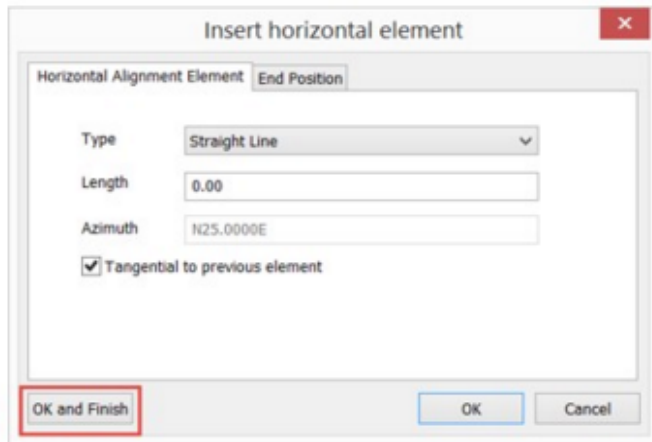 Insert horizontal element
Horizontal Alignment Element End Position
Type Straight Line
Length 0.00
Azimuth N25.0000E
Tangential to previous element
OK and Finish OK Cancel